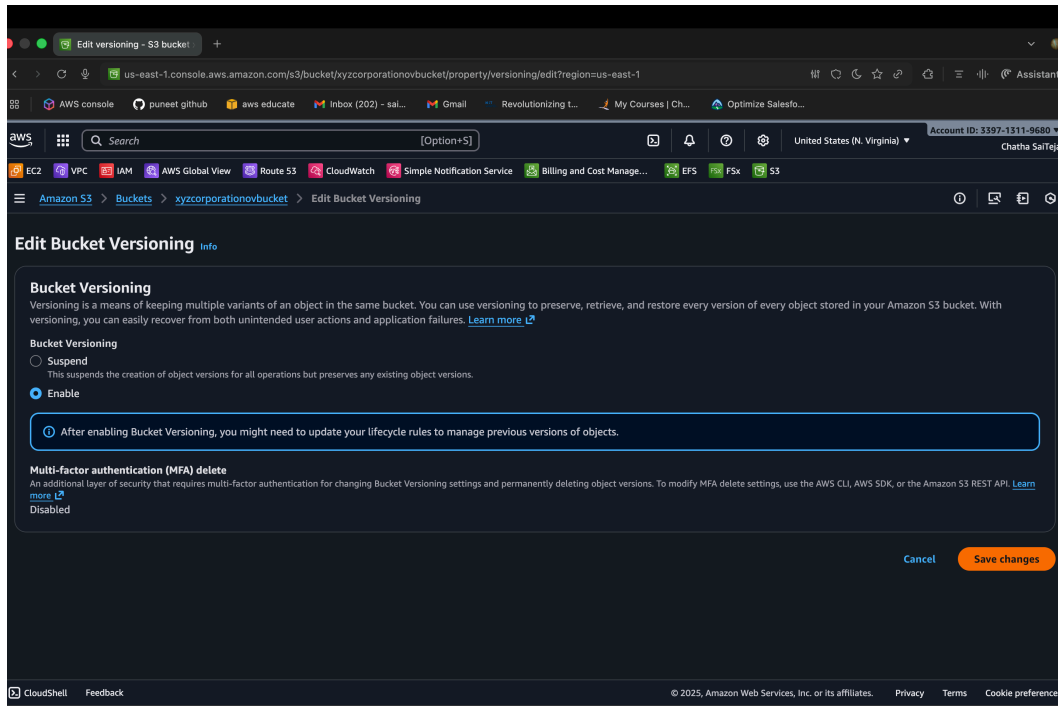 Edit versioning - S3 bucket
us-east-1.console.aws.amazon.com/s3/bucket/xyzcorporationovbucket/property/versioning/edit?region=us-east-1
Assistant
AWS console puneet github aws educate Inbox (202) - sai... Gmail Revolutionizing t... My Courses | Ch... Optimize Salesfo...
aws Search [Option+S] United States (N. Virginia) Account ID: 3397-1311-9680
Chatha SaiTeja
EC2 VPC IAM AWS Global View Route 53 CloudWatch Simple Notification Service Billing and Cost Manage... EFS FSx FSx S3
Amazon S3 > Buckets > xyzcorporationovbucket > Edit Bucket Versioning
Edit Bucket Versioning Info
Bucket Versioning
Versioning is a means of keeping multiple variants of an object in the same bucket. You can use versioning to preserve, retrieve, and restore every version of every object stored in your Amazon S3 bucket. With
versioning, you can easily recover from both unintended user actions and application failures. Learn more
Bucket Versioning
Suspend
This suspends the creation of object versions for all operations but preserves any existing object versions.
Enable
After enabling Bucket Versioning, you might need to update your lifecycle rules to manage previous versions of objects.
Multi-factor authentication (MFA) delete
An additional layer of security that requires multi-factor authentication for changing Bucket Versioning settings and permanently deleting object versions. To modify MFA delete settings, use the AWS CLI, AWS SDK, or the Amazon S3 REST API. Learn
more
Disabled
Cancel Save changes
CloudShell Feedback © 2025, Amazon Web Services, Inc. or its affiliates. Privacy Terms Cookie preference